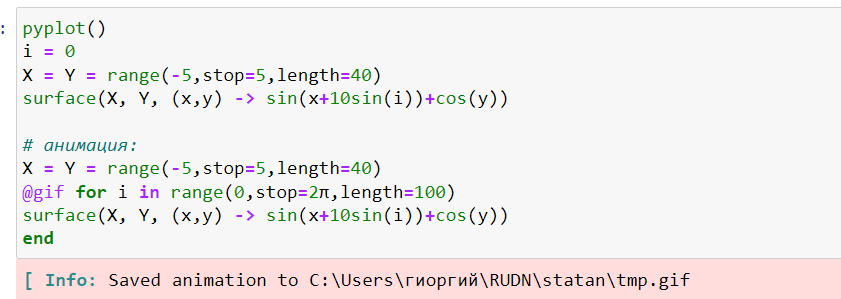 :
pyplot()
i = 0
X = Y = range(-5,stop=5,length=40)
surface(X, Y, (x,y) -> sin(x+10sin(i))+cos(y))
# анимация:
X = Y = range(-5,stop=5,length=40)
@gif for i in range(0,stop=2π,length=100)
surface(X, Y, (x,y) -> sin(x+10sin(i))+cos(y))
end
[ Info: Saved animation to C:\Users\гиоргий\RUDN\statan\tmp.gif